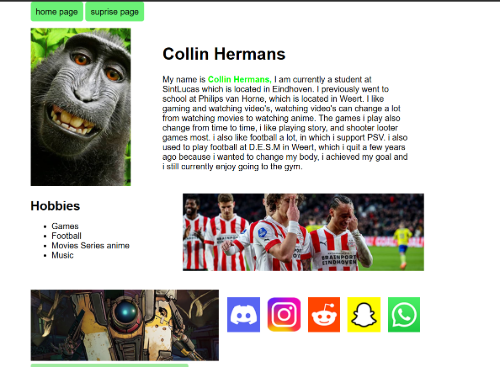 home page
suprise page
Collin Hermans
My name is Collin Hermans, I am currently a student at
SintLucas which is located in Eindhoven. I previously went to
school at Philips van Horne, which is located in Weert. I like
gaming and watching video's, watching video's can change a lot
from watching movies to watching anime. The games i play also
change from time to time, i like playing story, and shooter looter
games most. i also like football a lot, in which i support PSV. i also
used to play football at D.E.S.M in Weert, which i quit a few years
ago because i wanted to change my body, i achieved my goal and
i still currently enjoy going to the gym.
Hobbies
Games
Football
Movies Series anime
Music
BRAINPORT
EINDHOVEN